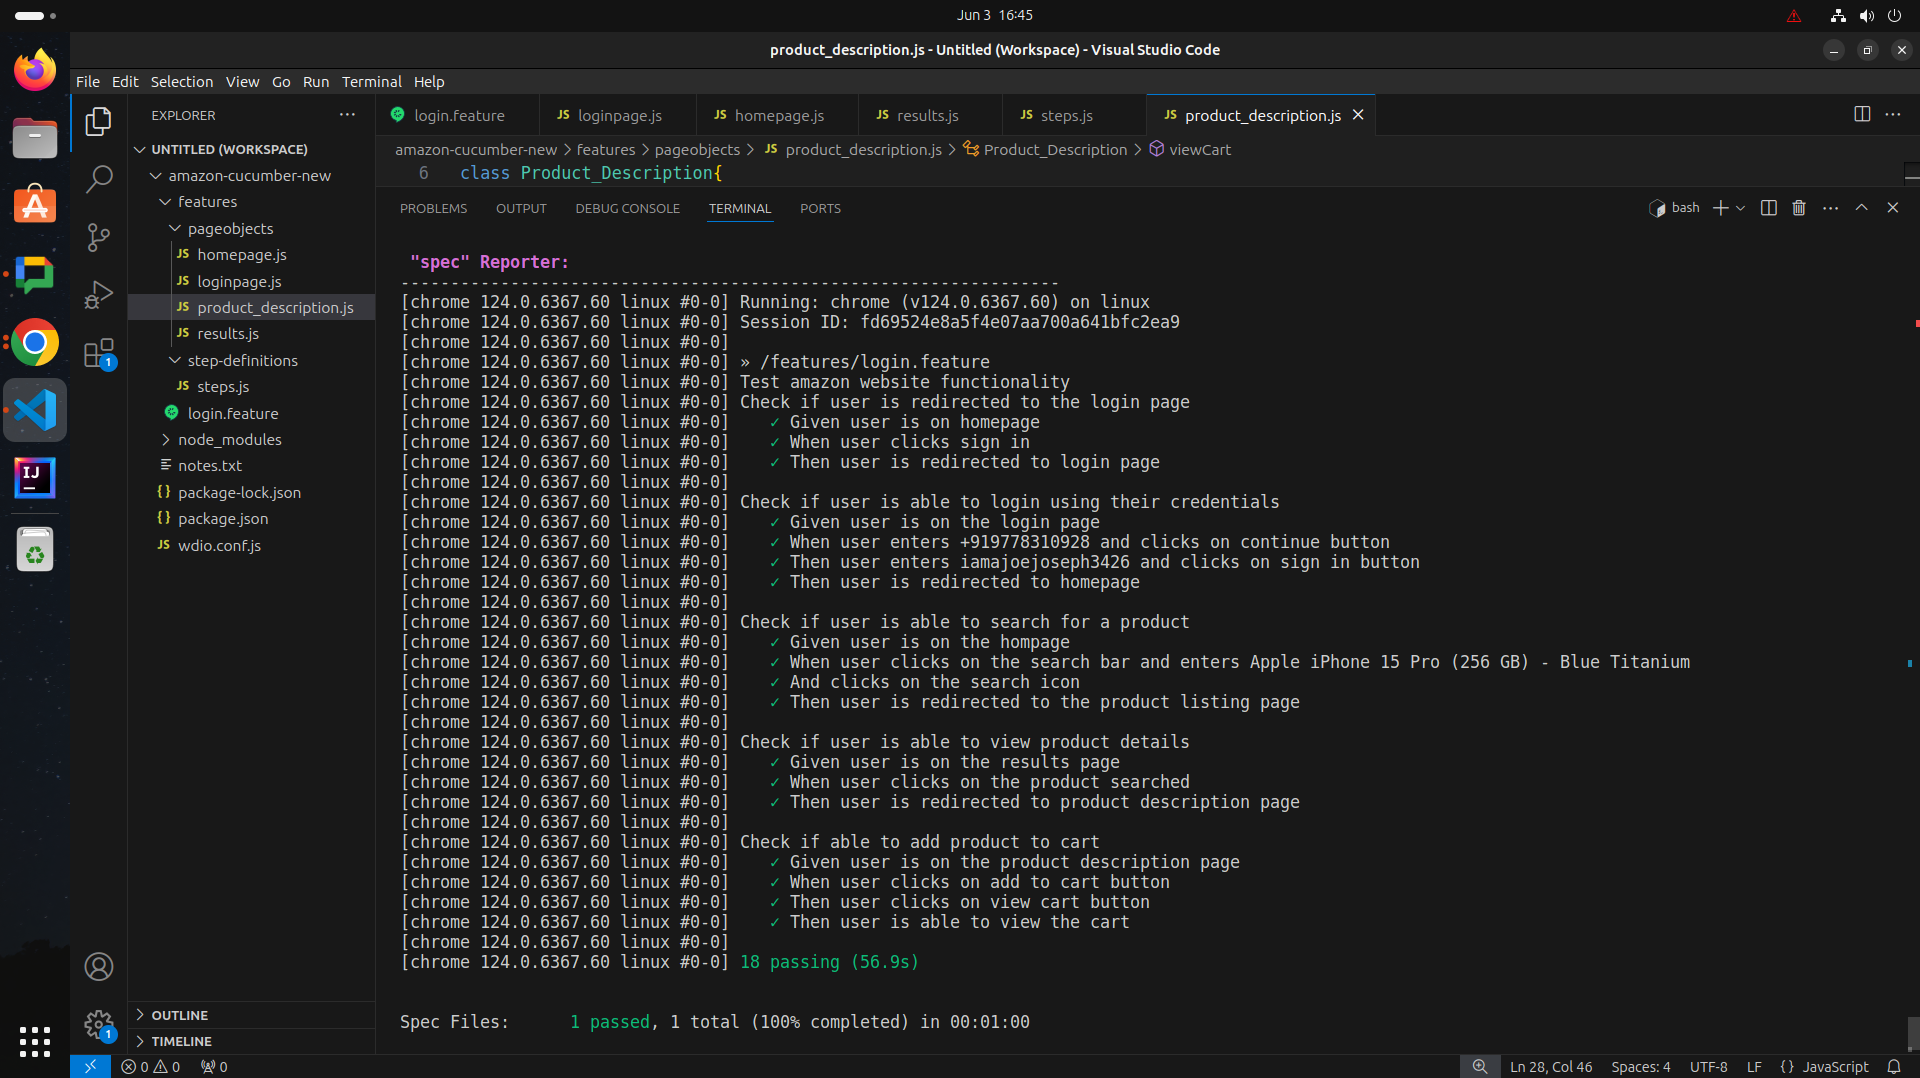 Jun 3 16:45
product_description.js - Untitled (Workspace) - Visual Studio Code
File Edit Selection View Go Run Terminal Help
EXPLORER
UNTITLED (WORKSPACE)
amazon-cucumber-new
features
pageobjects
JS homepage.js
JS loginpage.js
JS product_description.js
JS results.js
step-definitions
JS steps.js
login.feature
node_modules
notes.txt
{} package-lock.json
{} package.json
JS wdio.conf.js
OUTLINE
TIMELINE
1
1
IJ
login.feature JS loginpage.js JS homepage.js JS results.js JS steps.js JS product_description.js
amazon-cucumber-new > features > pageobjects > JS product_description.js > Product_Description > viewCart
6 class Product_Description{
PROBLEMS OUTPUT DEBUG CONSOLE TERMINAL PORTS
bash
"spec" Reporter:
------------------------------------------------------------------
[chrome 124.0.6367.60 linux #0-0] Running: chrome (v124.0.6367.60) on linux
[chrome 124.0.6367.60 linux #0-0] Session ID: fd69524e8a5f4e07aa700a641bfc2ea9
[chrome 124.0.6367.60 linux #0-0]
[chrome 124.0.6367.60 linux #0-0] » /features/login.feature
[chrome 124.0.6367.60 linux #0-0] Test amazon website functionality
[chrome 124.0.6367.60 linux #0-0] Check if user is redirected to the login page
[chrome 124.0.6367.60 linux #0-0] ✓ Given user is on homepage
[chrome 124.0.6367.60 linux #0-0] ✓ When user clicks sign in
[chrome 124.0.6367.60 linux #0-0] ✓ Then user is redirected to login page
[chrome 124.0.6367.60 linux #0-0]
[chrome 124.0.6367.60 linux #0-0] Check if user is able to login using their credentials
[chrome 124.0.6367.60 linux #0-0] ✓ Given user is on the login page
[chrome 124.0.6367.60 linux #0-0] ✓ When user enters +919778310928 and clicks on continue button
[chrome 124.0.6367.60 linux #0-0] ✓ Then user enters iamajoejoseph3426 and clicks on sign in button
[chrome 124.0.6367.60 linux #0-0] ✓ Then user is redirected to homepage
[chrome 124.0.6367.60 linux #0-0]
[chrome 124.0.6367.60 linux #0-0] Check if user is able to search for a product
[chrome 124.0.6367.60 linux #0-0] ✓ Given user is on the hompage
[chrome 124.0.6367.60 linux #0-0] ✓ When user clicks on the search bar and enters Apple iPhone 15 Pro (256 GB) - Blue Titanium
[chrome 124.0.6367.60 linux #0-0] ✓ And clicks on the search icon
[chrome 124.0.6367.60 linux #0-0] ✓ Then user is redirected to the product listing page
[chrome 124.0.6367.60 linux #0-0]
[chrome 124.0.6367.60 linux #0-0] Check if user is able to view product details
[chrome 124.0.6367.60 linux #0-0] ✓ Given user is on the results page
[chrome 124.0.6367.60 linux #0-0] ✓ When user clicks on the product searched
[chrome 124.0.6367.60 linux #0-0] ✓ Then user is redirected to product description page
[chrome 124.0.6367.60 linux #0-0]
[chrome 124.0.6367.60 linux #0-0] Check if able to add product to cart
[chrome 124.0.6367.60 linux #0-0] ✓ Given user is on the product description page
[chrome 124.0.6367.60 linux #0-0] ✓ When user clicks on add to cart button
[chrome 124.0.6367.60 linux #0-0] ✓ Then user clicks on view cart button
[chrome 124.0.6367.60 linux #0-0] ✓ Then user is able to view the cart
[chrome 124.0.6367.60 linux #0-0]
[chrome 124.0.6367.60 linux #0-0] 18 passing (56.9s)
Spec Files: 1 passed, 1 total (100% completed) in 00:01:00
0 0 0 Ln 28, Col 46 Spaces: 4 UTF-8 LF {} JavaScript